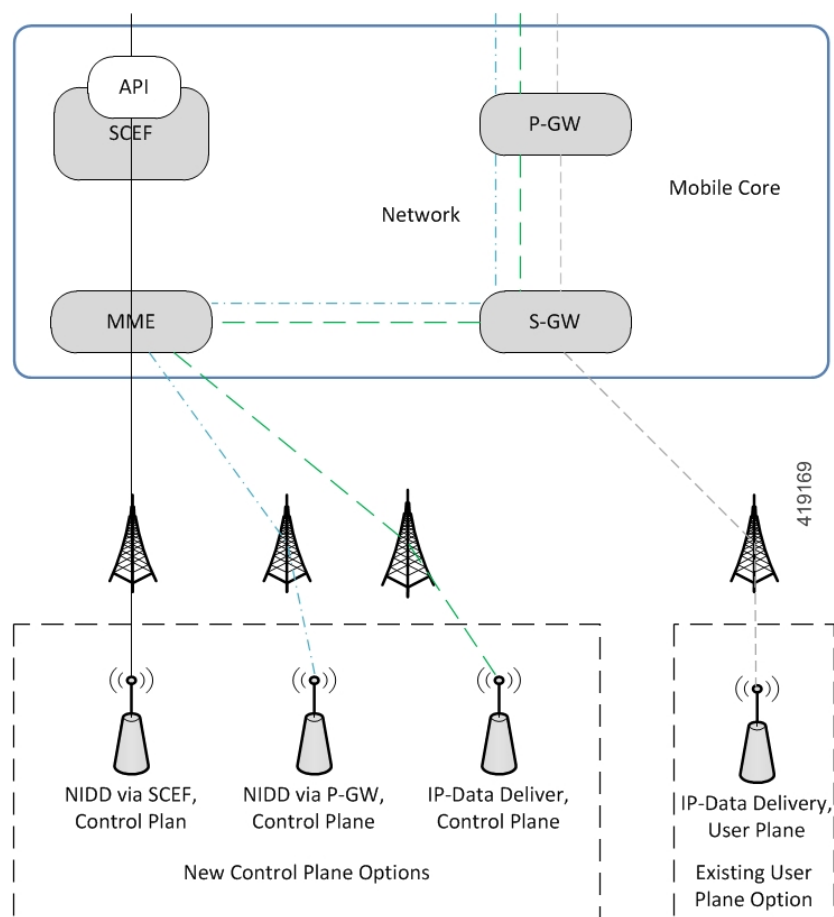 API
SCEF
P-GW
Network
Mobile Core
MME
S-GW
419169
NIDD via SCEF,
Control Plan
NIDD via P-GW,
Control Plane
IP-Data Deliver,
Control Plane
IP-Data Delivery,
User Plane
New Control Plane Options
Existing User
Plane Option